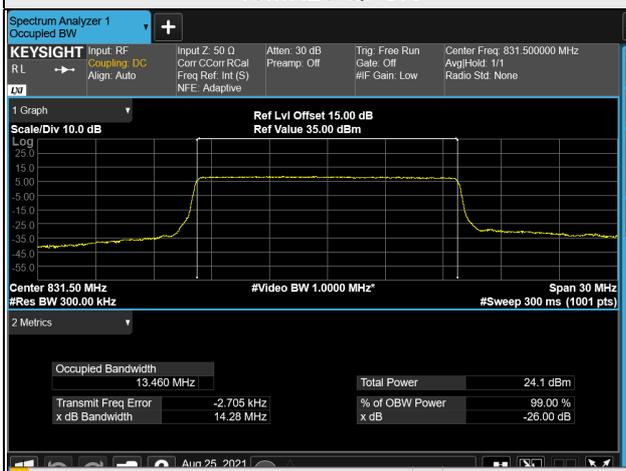 Spectrum Analyzer 1
Occupied BW
+
KEYSIGHT
RL
LXI
Input: RF
Coupling: DC
Align: Auto
Input Z: 50 Ω
Corr CCorr RCal
Freq Ref: Int (S)
NFE: Adaptive
Atten: 30 dB
Preamp: Off
Trig: Free Run
Gate: Off
#IF Gain: Low
Center Freq: 831.500000 MHz
Avg|Hold: 1/1
Radio Std: None
1 Graph
Scale/Div 10.0 dB
Ref Lvl Offset 15.00 dB
Ref Value 35.00 dBm
Log
25.0
15.0
5.00
-5.00
-15.0
-25.0
-35.0
-45.0
-55.0
Center 831.50 MHz
#Video BW 1.0000 MHz*
Span 30 MHz
#Res BW 300.00 kHz
#Sweep 300 ms (1001 pts)
2 Metrics
Occupied Bandwidth
13.460 MHz
Total Power 24.1 dBm
Transmit Freq Error -2.705 kHz
% of OBW Power 99.00 %
x dB Bandwidth 14.28 MHz
x dB -26.00 dB
Aug 25, 2021